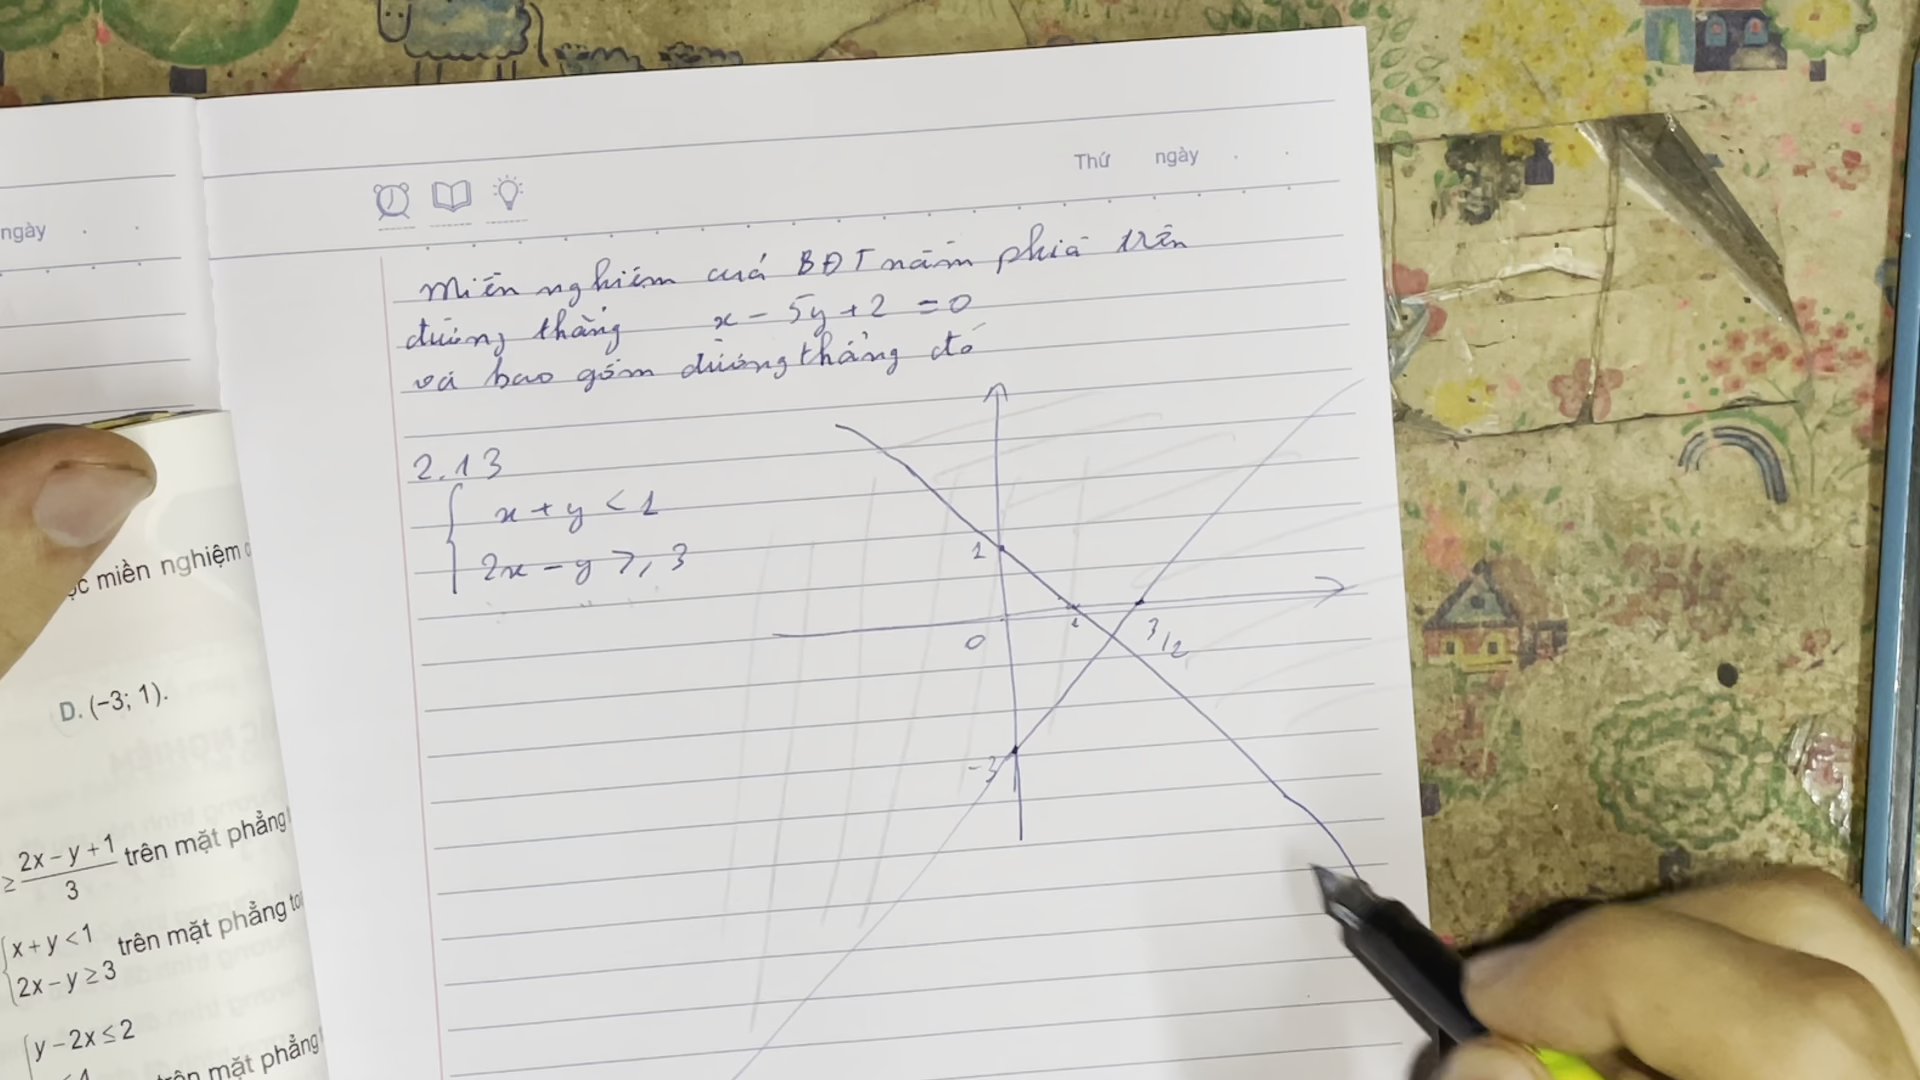 Thứ ngày
ngày
Miền nghiệm của BĐT nằm phía trên
đường thẳng x - 5y + 2 = 0
và bao gồm đường thẳng đó
2.13
x + y < 1
2x - y ≥ 3
1
0
1
3/2
-3
miền nghiệm
D. (−3; 1).
≥ 2x − y + 1 / 3 trên mặt phẳng
x + y < 1
2x − y ≥ 3 trên mặt phẳng
y − 2x ≤ 2
trên mặt phẳng